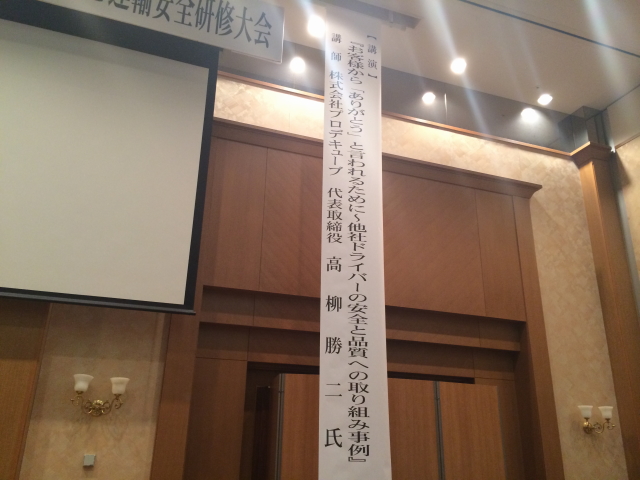 運輸安全研修大会
【講演】
『お客様から「ありがとう」と言われるために～他社ドライバーの安全と品質への取り組み事例』
講師 株式会社プロデキューブ 代表取締役 高柳勝二氏